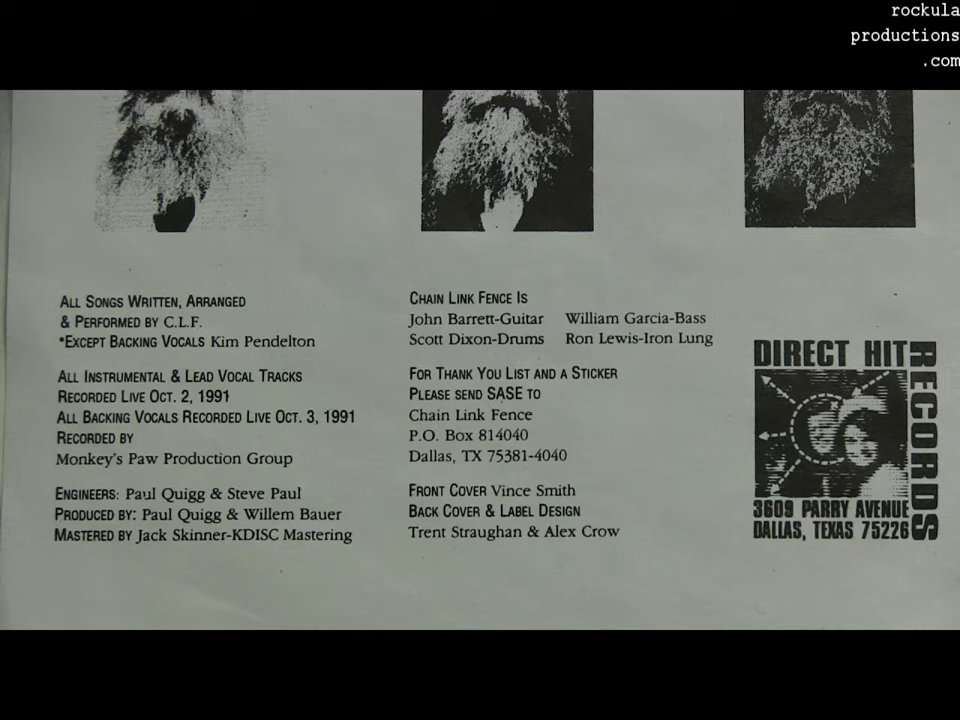 rockula
productions
.com
ALL SONGS WRITTEN, ARRANGED
& PERFORMED BY C.L.F.
*EXCEPT BACKING VOCALS Kim Pendelton
ALL INSTRUMENTAL & LEAD VOCAL TRACKS
RECORDED LIVE OCT. 2, 1991
ALL BACKING VOCALS RECORDED LIVE OCT. 3, 1991
RECORDED BY
Monkey's Paw Production Group
ENGINEERS: Paul Quigg & Steve Paul
PRODUCED BY: Paul Quigg & Willem Bauer
MASTERED BY Jack Skinner-KDISC Mastering
CHAIN LINK FENCE IS
John Barrett-Guitar William Garcia-Bass
Scott Dixon-Drums Ron Lewis-Iron Lung
FOR THANK YOU LIST AND A STICKER
PLEASE SEND SASE TO
Chain Link Fence
P.O. Box 814040
Dallas, TX 75381-4040
FRONT COVER Vince Smith
BACK COVER & LABEL DESIGN
Trent Straughan & Alex Crow
DIRECT HIT
RECORDS
3609 PARRY AVENUE
DALLAS, TEXAS 75226